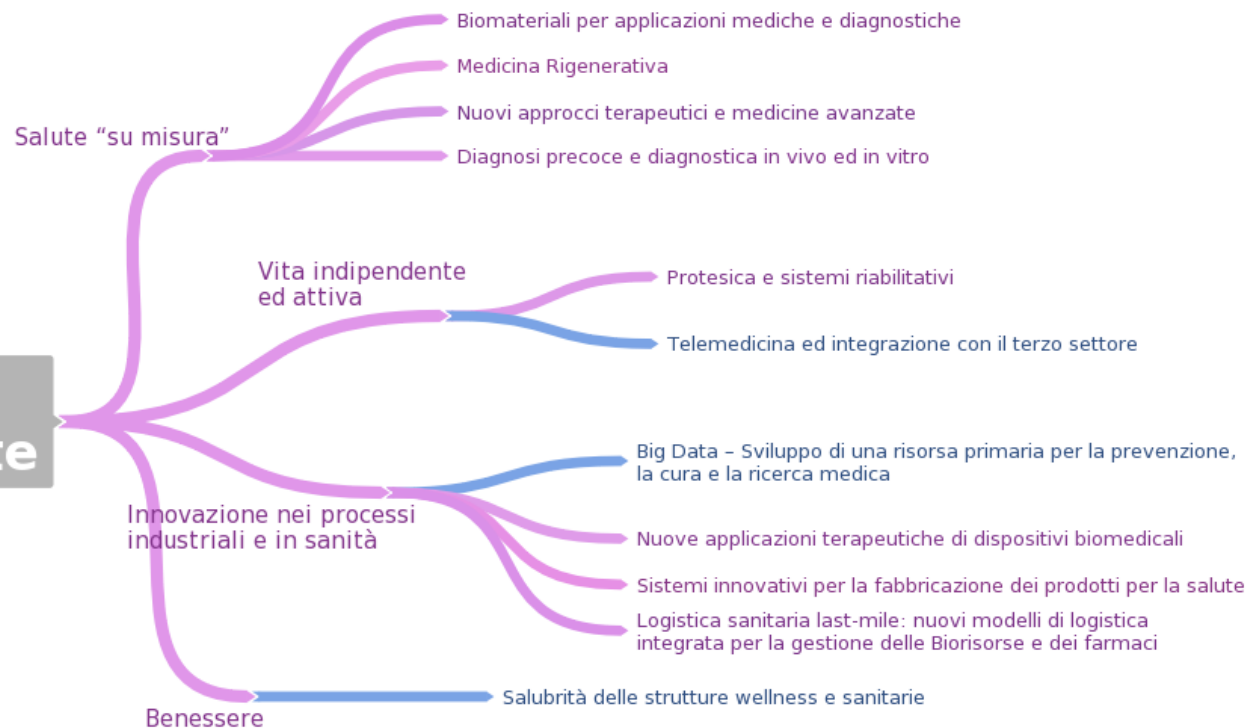 Biomateriali per applicazioni mediche e diagnostiche
Medicina Rigenerativa
Nuovi approcci terapeutici e medicine avanzate
Salute “su misura”
Diagnosi precoce e diagnostica in vivo ed in vitro
Vita indipendente
ed attiva
Protesica e sistemi riabilitativi
Telemedicina ed integrazione con il terzo settore
Big Data – Sviluppo di una risorsa primaria per la prevenzione,
la cura e la ricerca medica
Innovazione nei processi
industriali e in sanità
Nuove applicazioni terapeutiche di dispositivi biomedicali
Sistemi innovativi per la fabbricazione dei prodotti per la salute
Logistica sanitaria last-mile: nuovi modelli di logistica
integrata per la gestione delle Biorisorse e dei farmaci
Benessere
Salubrità delle strutture wellness e sanitarie